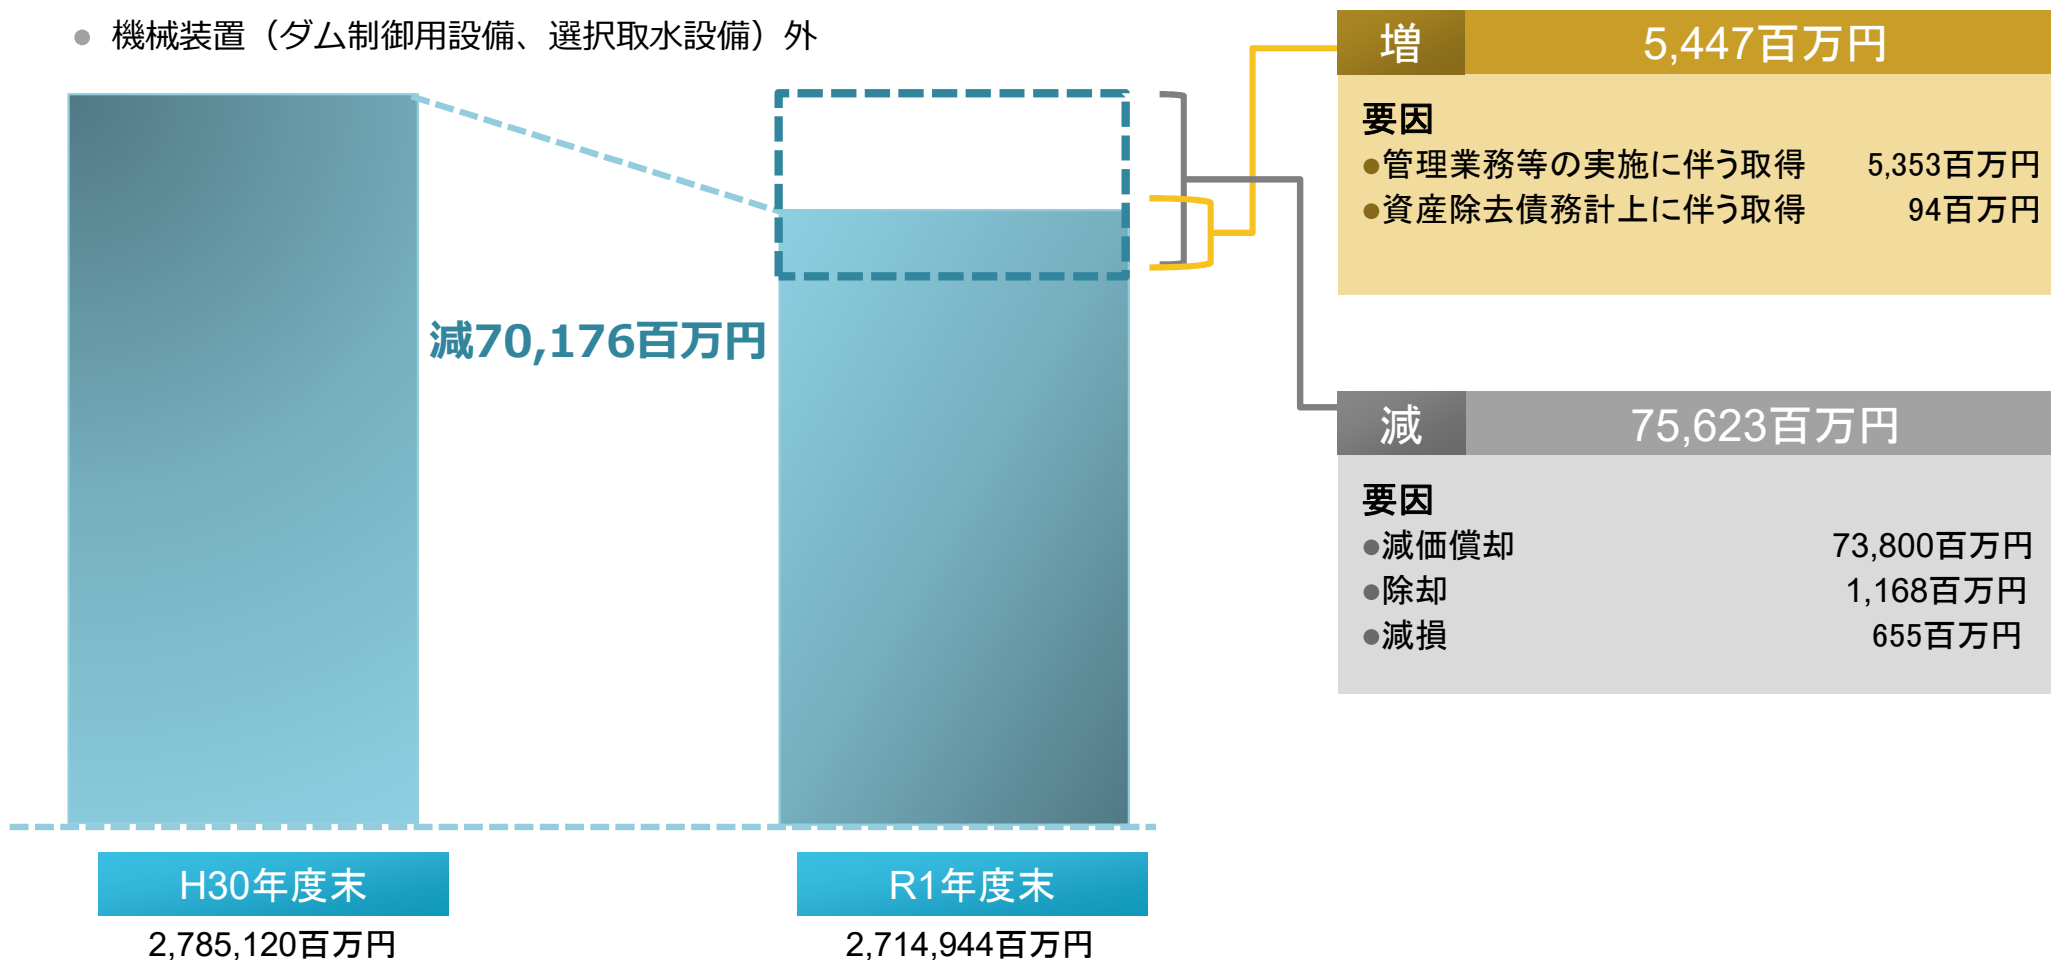 ● 機械装置（ダム制御用設備、選択取水設備）外
減70,176百万円
H30年度末
2,785,120百万円
R1年度末
2,714,944百万円
増 5,447百万円
要因
●管理業務等の実施に伴う取得 5,353百万円
●資産除去債務計上に伴う取得 94百万円
減 75,623百万円
要因
●減価償却 73,800百万円
●除却 1,168百万円
●減損 655百万円